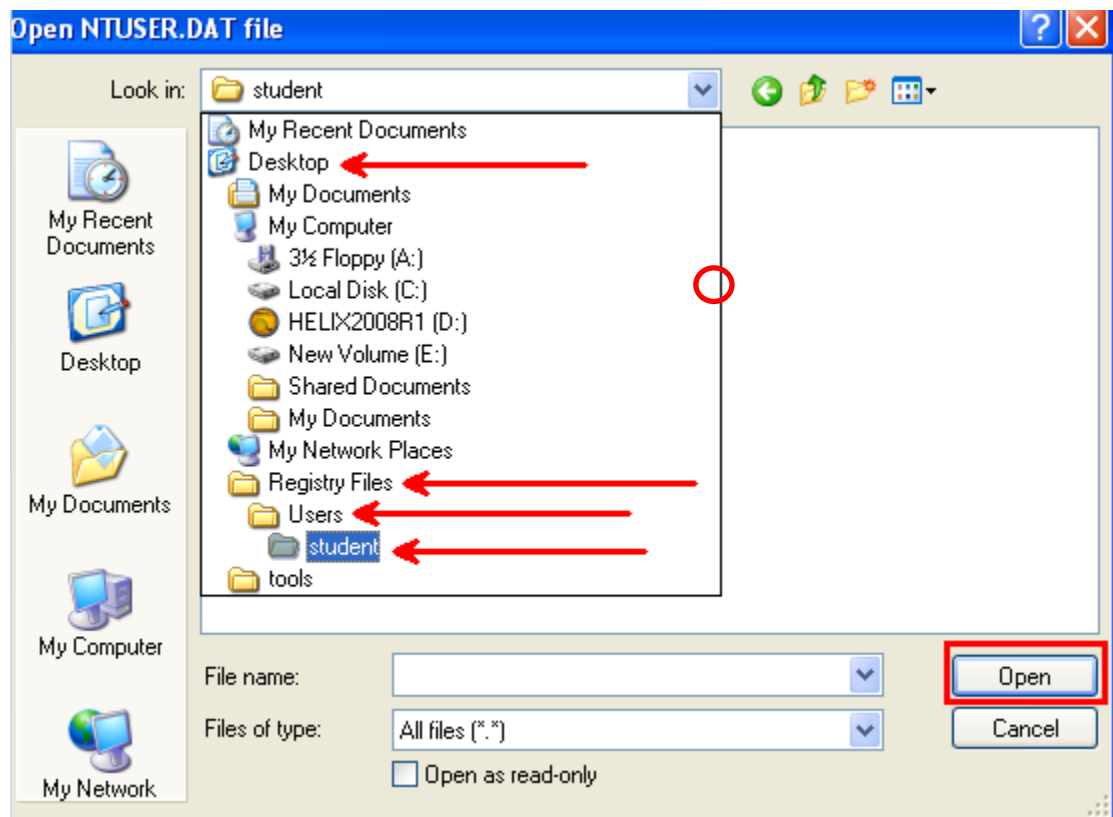 Open NTUSER.DAT file
Look in:
student
My Recent Documents
Desktop
My Documents
My Computer
3½ Floppy (A:)
Local Disk (C:)
HELIX2008R1 (D:)
New Volume (E:)
Shared Documents
My Documents
My Network Places
Registry Files
Users
student
tools
My Recent
Documents
Desktop
My Documents
My Computer
My Network
File name:
Open
Files of type:
All files (*.*)
Cancel
Open as read-only